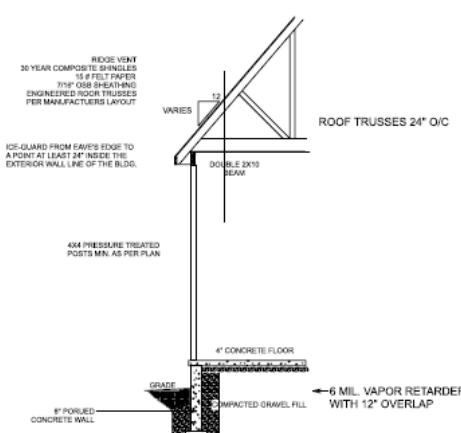 RIDGE VENT
30 YEAR COMPOSITE SHINGLES
15 # FELT PAPER
7/16" OSB SHEATHING
ENGINEERED ROOR TRUSSES
PER MANUFACTUERS LAYOUT
12
VARIES
ROOF TRUSSES 24" O/C
ICE-GUARD FROM EAVE'S EDGE TO
A POINT AT LEAST 24" INSIDE THE
EXTERIOR WALL LINE OF THE BLDG.
DOUBLE 2X10
BEAM
4X4 PRESSURE TREATED
POSTS MIN. AS PER PLAN
4" CONCRETE FLOOR
GRADE
6 MIL. VAPOR RETARDER
WITH 12" OVERLAP
COMPACTED GRAVEL FILL
8" PORUED
CONCRETE WALL